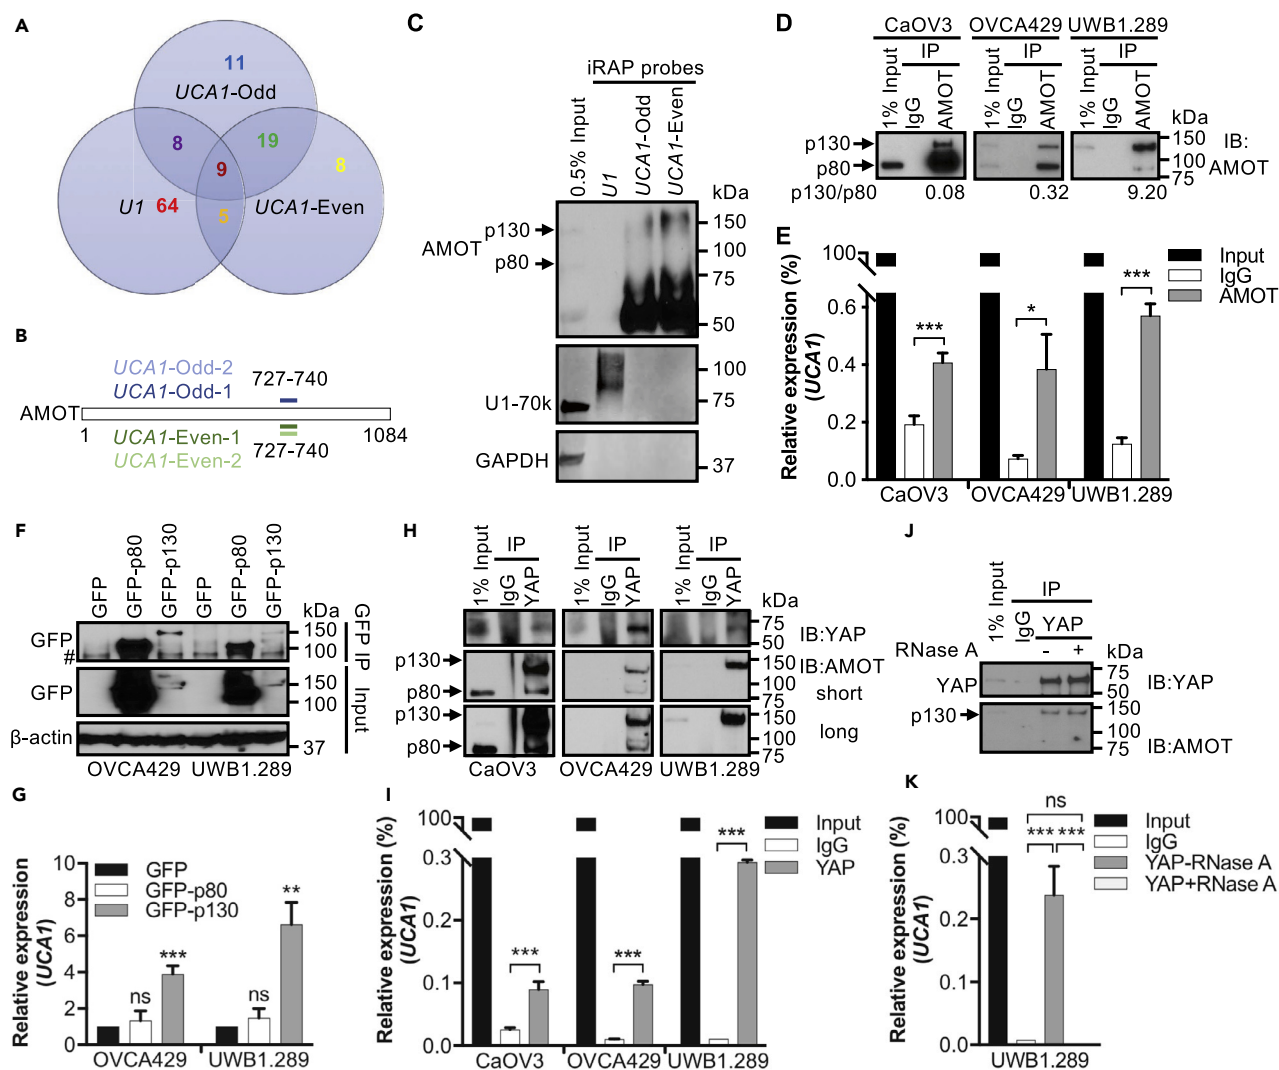 A
11
UCA1-Odd
8
19
9
8
U1 64
UCA1-Even
5
B
UCA1-Odd-2
727-740
UCA1-Odd-1
AMOT
1
1084
UCA1-Even-1
727-740
UCA1-Even-2
C
iRAP probes
0.5% Input
U1
UCA1-Odd
UCA1-Even
kDa
AMOT
p130
p80
150
100
75
50
U1-70k
100
75
GAPDH
37
D
CaOV3 OVCA429 UWB1.289
IP IP IP
1% Input IgG AMOT 1% Input IgG AMOT 1% Input IgG AMOT
kDa
p130
p80
150
100
75
IB:
AMOT
p130/p80 0.08 0.32 9.20
E
Relative expression (%)
(UCA1)
100
0.6
0.4
0.2
0.0
*** * ***
Input
IgG
AMOT
CaOV3 OVCA429 UWB1.289
F
GFP GFP-p80 GFP-p130 GFP GFP-p80 GFP-p130
kDa
GFP
#
150
100
GFP IP
GFP
150
100
Input
β-actin
37
OVCA429 UWB1.289
G
Relative expression
(UCA1)
10
8
6
4
2
0
GFP
GFP-p80
GFP-p130
ns *** ns **
OVCA429 UWB1.289
H
IP IP IP
1% Input IgG YAP 1% Input IgG YAP 1% Input IgG YAP
kDa
75
50
IB:YAP
p130
p80
150
100
75
IB:AMOT
short
p130
p80
150
100
75
long
CaOV3 OVCA429 UWB1.289
I
Relative expression (%)
(UCA1)
100
0.3
0.2
0.1
0.0
*** *** ***
Input
IgG
YAP
CaOV3 OVCA429 UWB1.289
J
1% Input
IP
IgG
YAP
RNase A - +
kDa
YAP
75
50
IB:YAP
p130
150
100
75
IB:AMOT
K
Relative expression (%)
(UCA1)
100
0.3
0.2
0.1
0.0
ns
*** ***
Input
IgG
YAP-RNase A
YAP+RNase A
UWB1.289